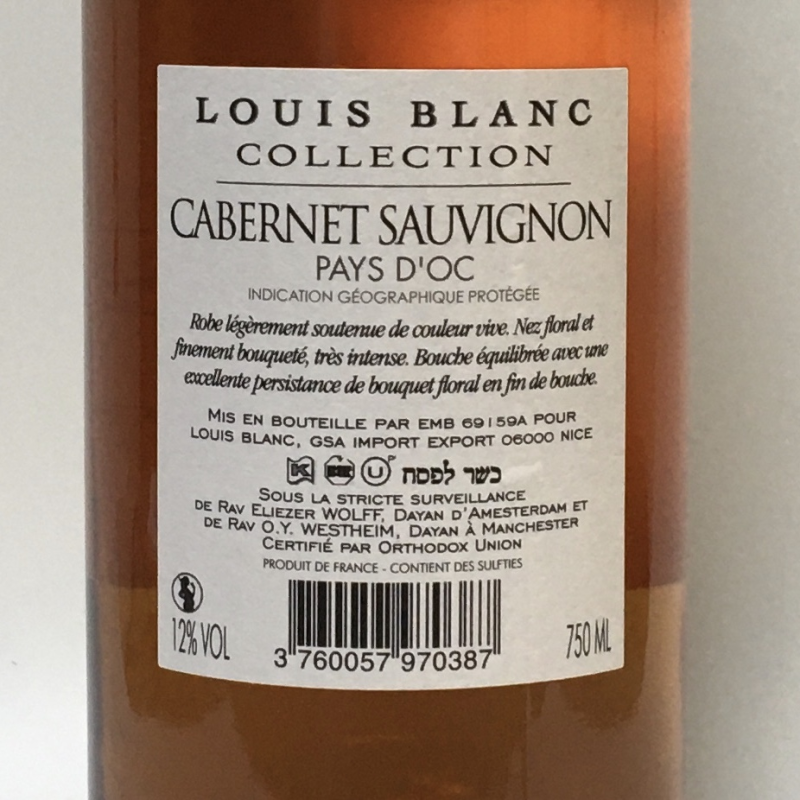 LOUIS BLANC
COLLECTION
CABERNET SAUVIGNON
PAYS D'OC
INDICATION GÉOGRAPHIQUE PROTÉGÉE
Robe légèrement soutenue de couleur vive. Nez floral et
finement bouqueté, très intense. Bouche équilibrée avec une
excellente persistance de bouquet floral en fin de bouche.
MIS EN BOUTEILLE PAR EMB 69159A POUR
LOUIS BLANC, GSA IMPORT EXPORT 06000 NICE
K U כשר לפסח
SOUS LA STRICTE SURVEILLANCE
DE RAV ELIEZER WOLFF, DAYAN D'AMESTERDAM ET
DE RAV O.Y. WESTHEIM, DAYAN À MANCHESTER
CERTIFIÉ PAR ORTHODOX UNION
PRODUIT DE FRANCE - CONTIENT DES SULFTIES
12% VOL
3 760057 970387
750 ML